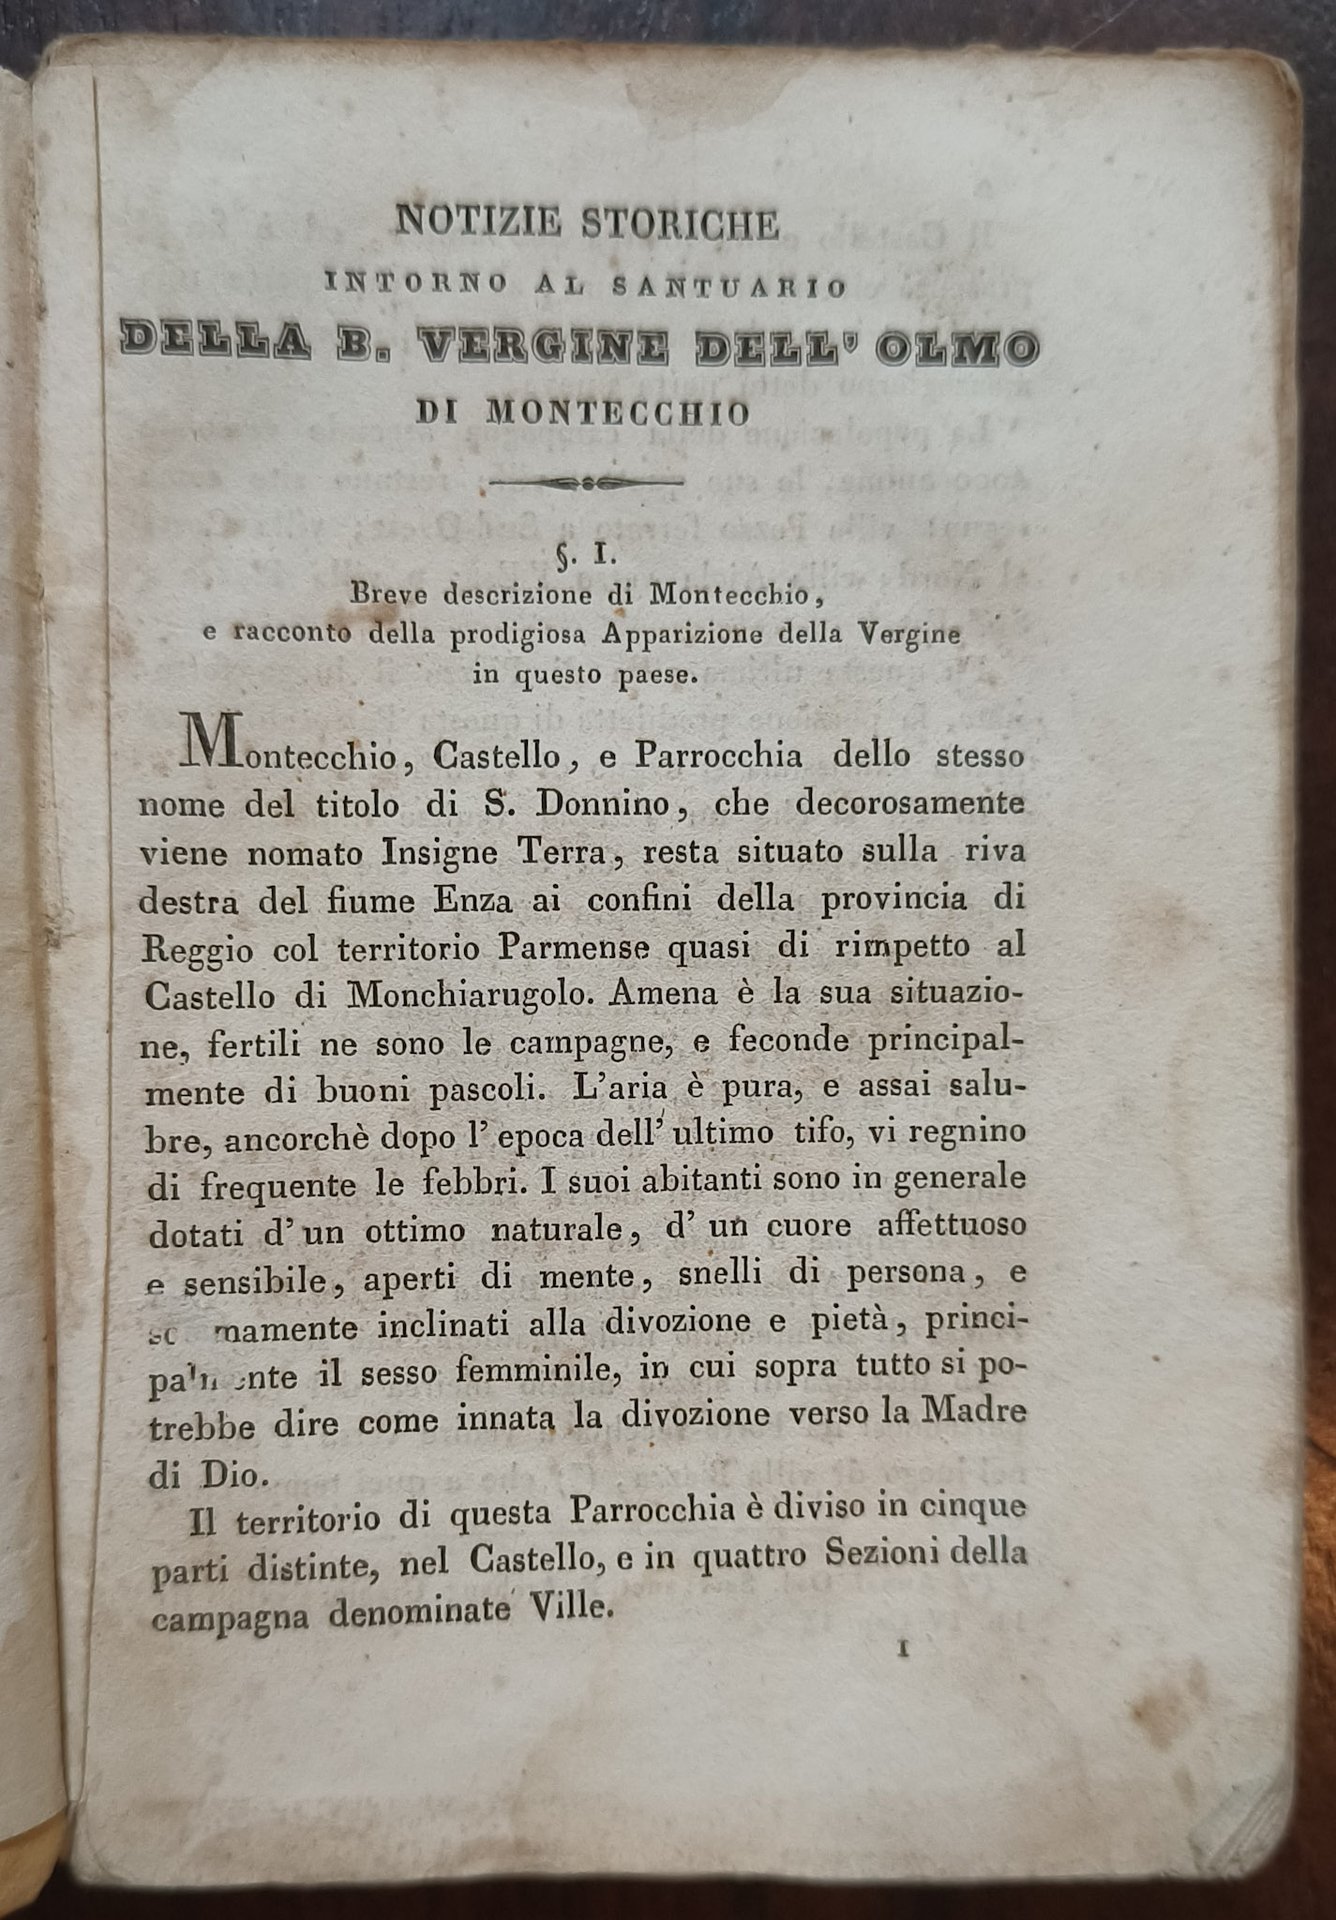 NOTIZIE STORICHE
INTORNO AL SANTUARIO
DELLA B. VERGINE DELL' OLMO
DI MONTECCHIO
§. I.
Breve descrizione di Montecchio,
e racconto della prodigiosa Apparizione della Vergine
in questo paese.
Montecchio, Castello, e Parrocchia dello stesso
nome del titolo di S. Donnino, che decorosamente
viene nomato Insigne Terra, resta situato sulla riva
destra del fiume Enza ai confini della provincia di
Reggio col territorio Parmense quasi di rimpetto al
Castello di Monchiarugolo. Amena è la sua situazio-
ne, fertili ne sono le campagne, e feconde principal-
mente di buoni pascoli. L'aria è pura, e assai salu-
bre, ancorchè dopo l' epoca dell' ultimo tifo, vi regnino
di frequente le febbri. I suoi abitanti sono in generale
dotati d' un ottimo naturale, d' un cuore affettuoso
e sensibile, aperti di mente, snelli di persona, e
inclinati alla divozione e pietà, princi-
palmente il sesso femminile, in cui sopra tutto si po-
trebbe dire come innata la divozione verso la Madre
di Dio.
Il territorio di questa Parrocchia è diviso in cinque
parti distinte, nel Castello, e in quattro Sezioni della
campagna denominate Ville.
1